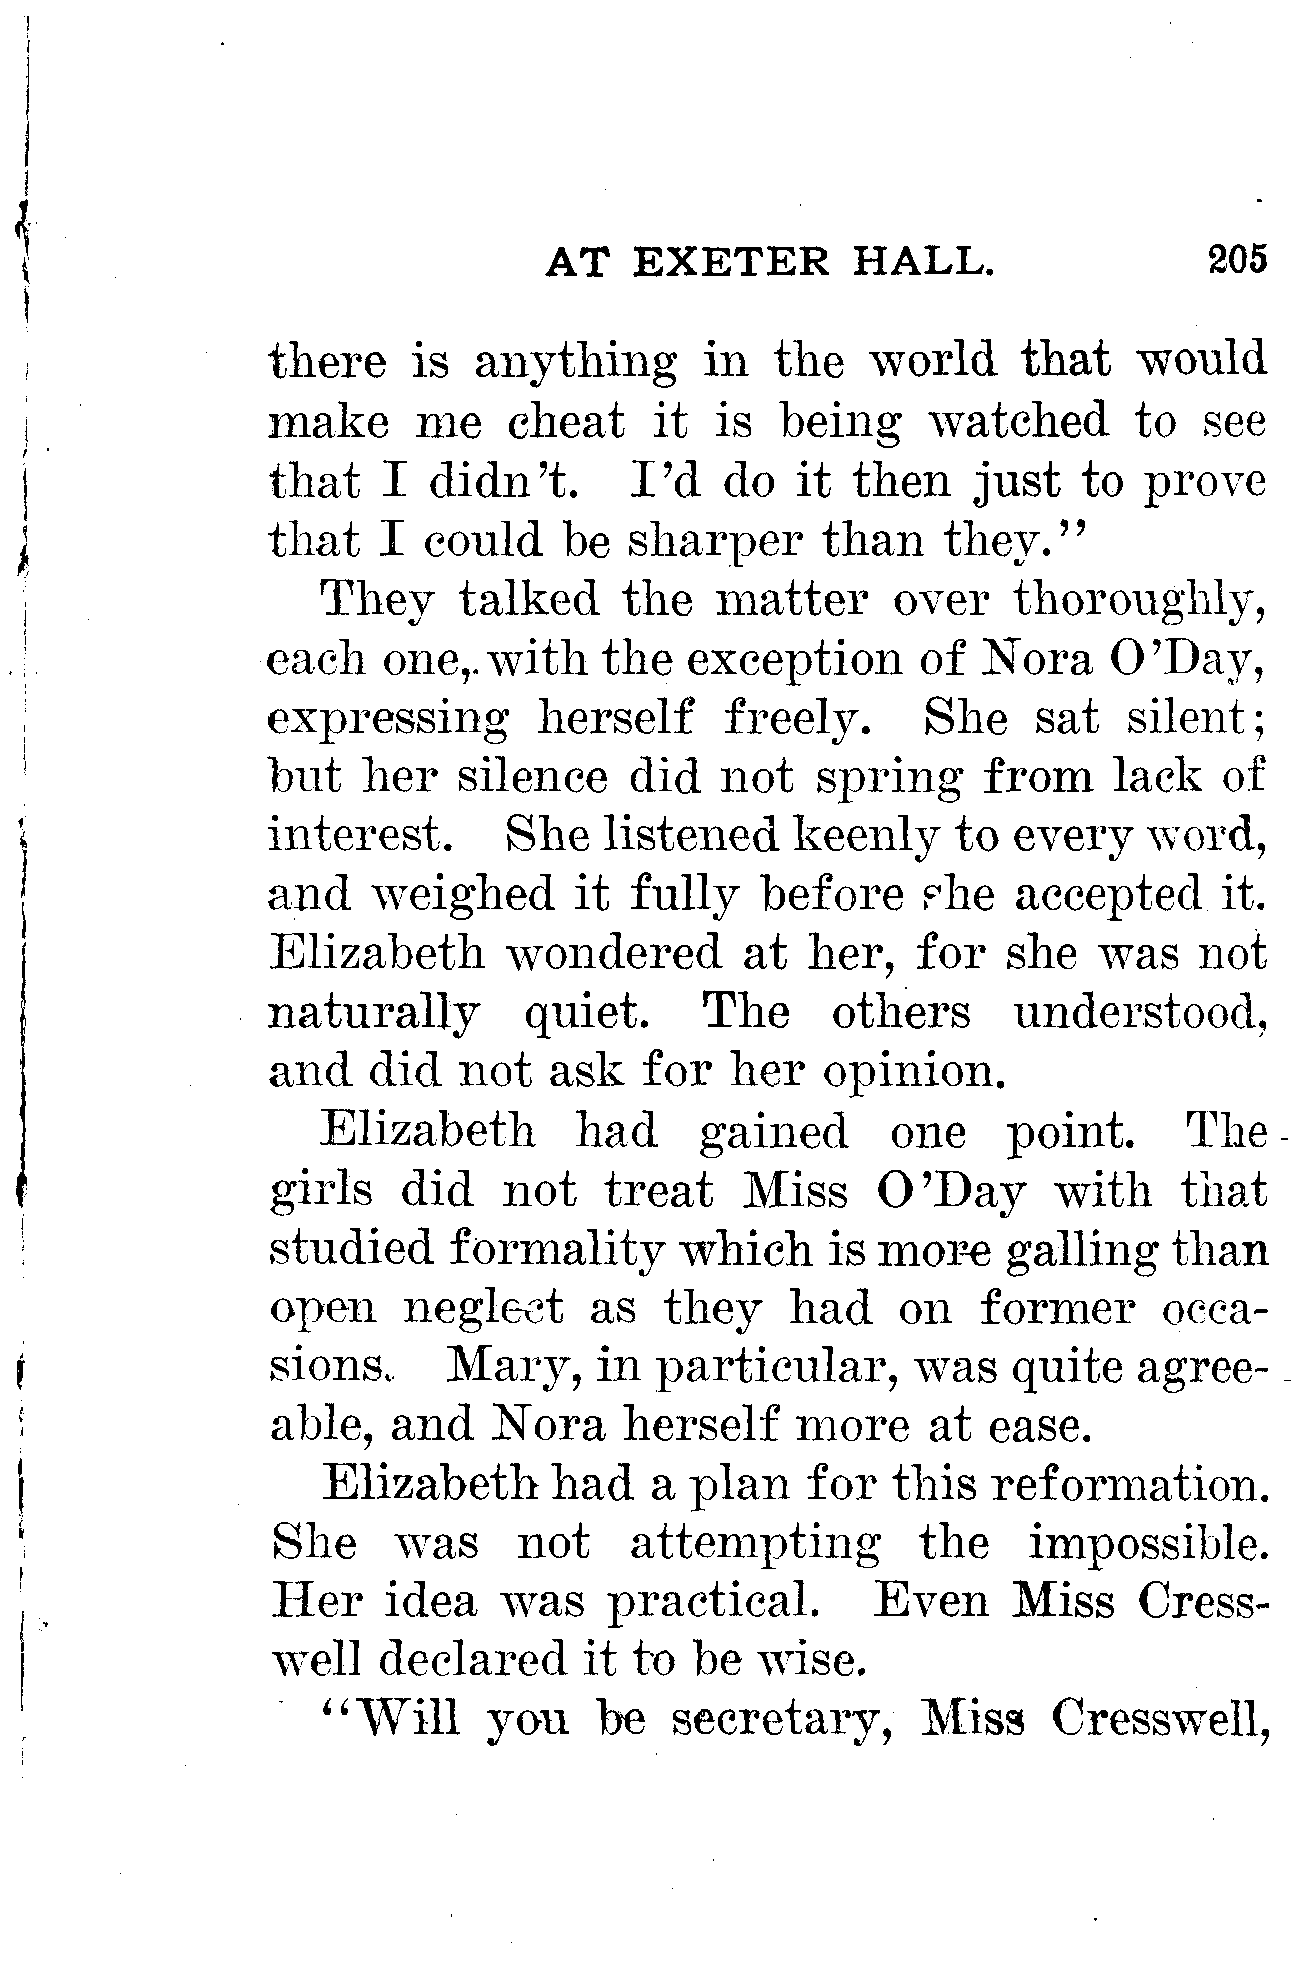 AT EXETER HALL. 205
there is anything in the world that would
make me cheat it is being watched to see
that I didn't. I'd do it then just to prove
that I could be sharper than they."
They talked the matter over thoroughly,
each one, with the exception of Nora O'Day,
expressing herself freely. She sat silent;
but her silence did not spring from lack of
interest. She listened keenly to every word,
and weighed it fully before she accepted it.
Elizabeth wondered at her, for she was not
naturally quiet. The others understood,
and did not ask for her opinion.
Elizabeth had gained one point. The
girls did not treat Miss O'Day with that
studied formality which is more galling than
open neglect as they had on former occa-
sions. Mary, in particular, was quite agree-
able, and Nora herself more at ease.
Elizabeth had a plan for this reformation.
She was not attempting the impossible.
Her idea was practical. Even Miss Cress-
well declared it to be wise.
"Will you be secretary, Miss Cresswell,